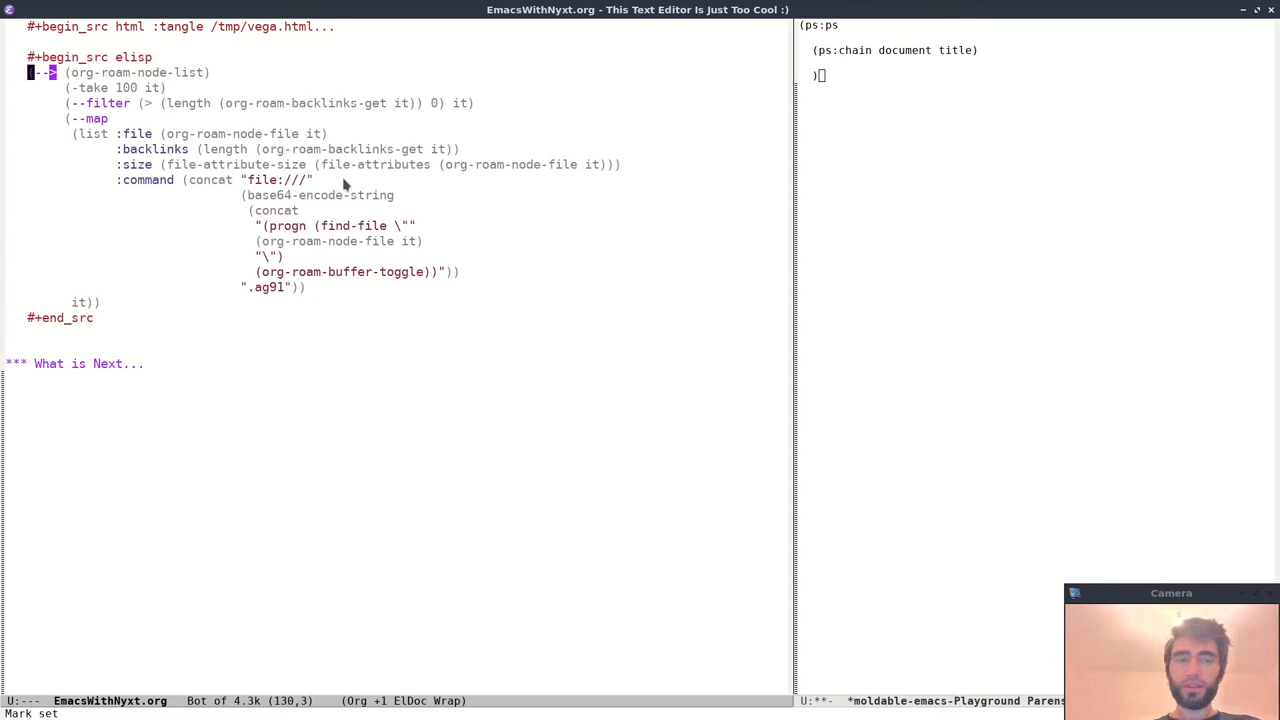 EmacsWithNyxt.org - This Text Editor Is Just Too Cool :)
#+begin_src html :tangle /tmp/vega.html...
#+begin_src elisp
(--> (org-roam-node-list)
(-take 100 it)
(--filter (> (length (org-roam-backlinks-get it)) 0) it)
(--map
(list :file (org-roam-node-file it)
:backlinks (length (org-roam-backlinks-get it))
:size (file-attribute-size (file-attributes (org-roam-node-file it)))
:command (concat "file:///"
(base64-encode-string
(concat
"(progn (find-file \""
(org-roam-node-file it)
"\")
(org-roam-buffer-toggle))"))
".ag91"))
it))
#+end_src
*** What is Next...
U:--- EmacsWithNyxt.org Bot of 4.3k (130,3) (Org +1 ElDoc Wrap)
Mark set
(ps:ps
(ps:chain document title)
)
U:**- *moldable-emacs-Playground Parens
Camera